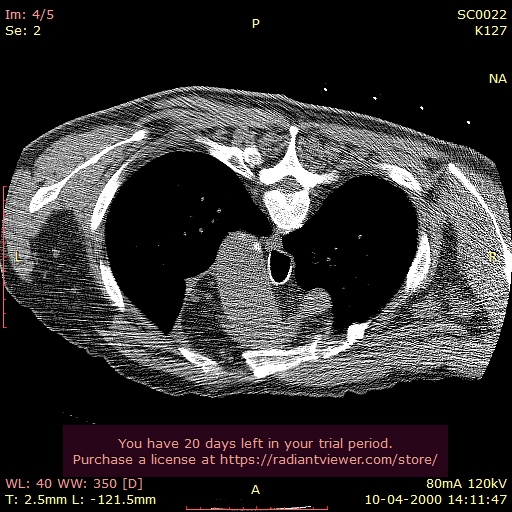 Im: 4/5
Se: 2
P
SC0022
K127
NA
L
R
You have 20 days left in your trial period.
Purchase a license at https://radiantviewer.com/store/
WL: 40 WW: 350 [D]
T: 2.5mm L: -121.5mm
A
80mA 120kV
10-04-2000 14:11:47